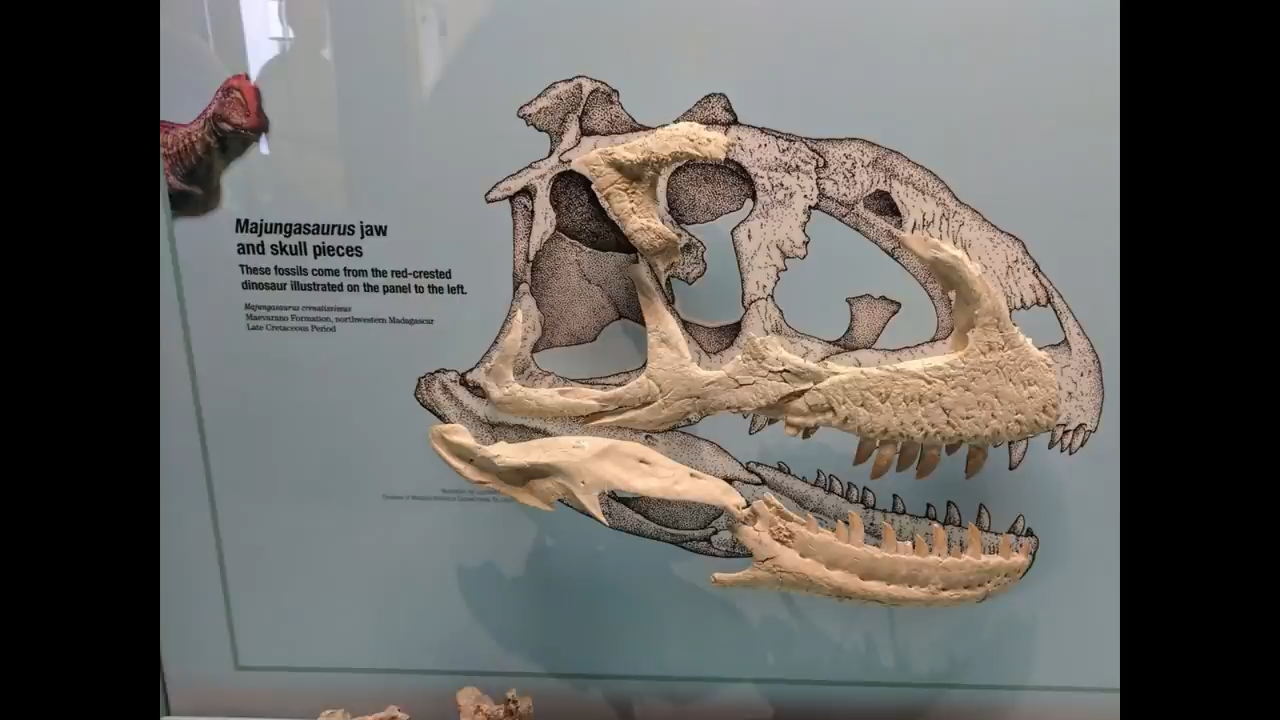 Majungasaurus jaw
and skull pieces
These fossils come from the red-crested
dinosaur illustrated on the panel to the left.
Majungasaurus crenatissimus
Maevarano Formation, northwestern Madagascar
Late Cretaceous Period